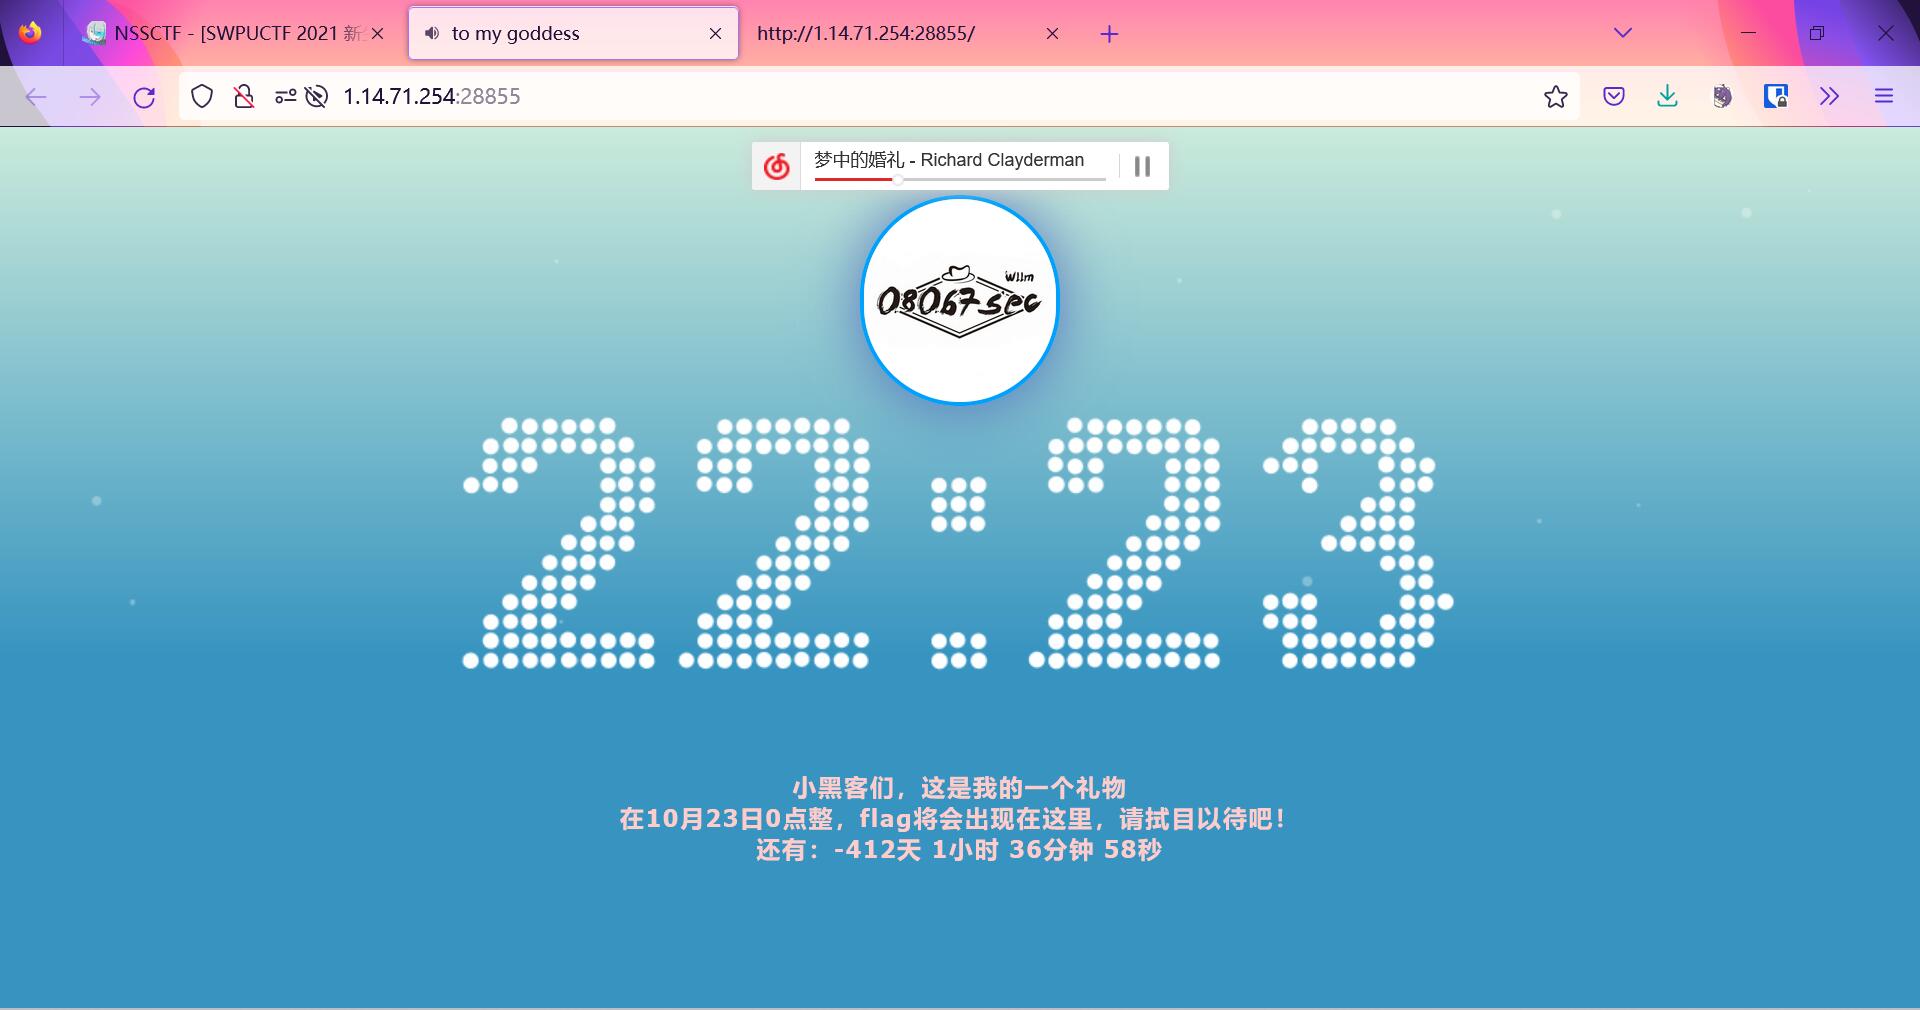 NSSCTF - [SWPUCTF 2021 新
to my goddess
http://1.14.71.254:28855/
1.14.71.254:28855
梦中的婚礼 - Richard Clayderman
Wllm
08067sec
22:23
小黑客们，这是我的一个礼物
在10月23日0点整，flag将会出现在这里，请拭目以待吧！
还有：-412天 1小时 36分钟 58秒